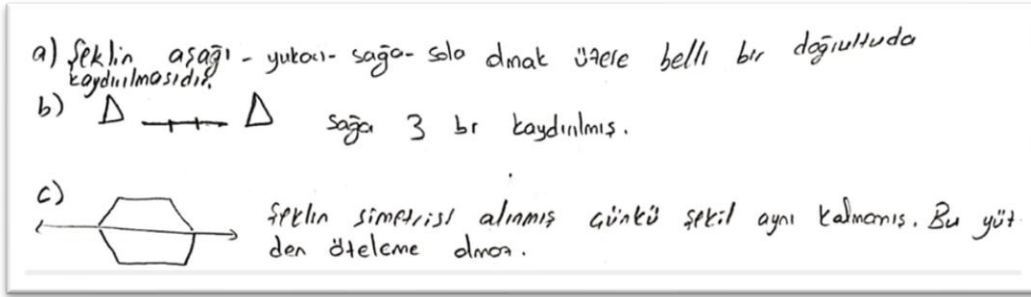 a) Şeklin aşağı - yukarı - sağa - sola olmak üzere belli bir doğrultuda
kaydırılmasıdır.
b) sağa 3 br kaydırılmış.
c)
Şeklin simetrisi alınmış çünkü şekil aynı kalmamış. Bu yüz-
den öteleme olmaz.